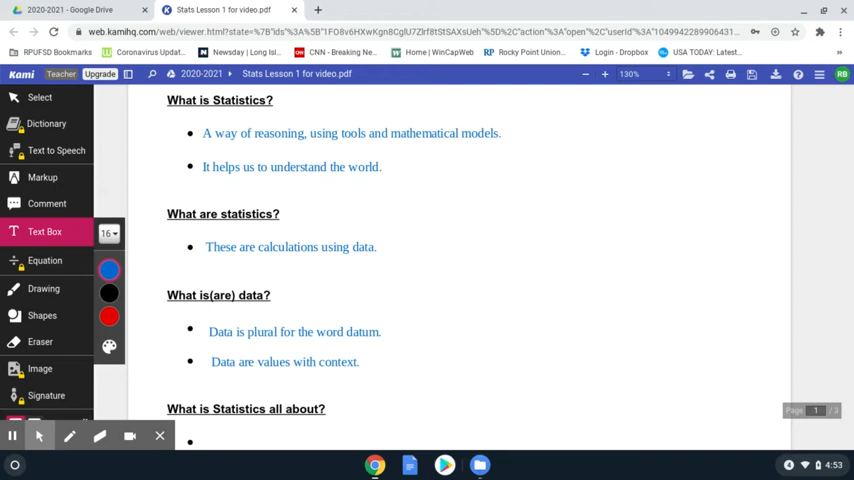 2020-2021 - Google Drive
Stats Lesson 1 for video.pdf
web.kamihq.com/web/viewer.html?state=%7B"ids"%3A%5B"1FO8v6HXwKgn8CglU7Zlrf8tStSAXsUeh"%5D%2C"action"%3A"open"%2C"userId"%3A"1049942289906431...
RPUFSD Bookmarks
Coronavirus Updat...
Newsday | Long Isl...
CNN - Breaking Ne...
Home | WinCapWeb
Rocky Point Union...
Login - Dropbox
USA TODAY: Latest...
Kami Teacher Upgrade
2020-2021
Stats Lesson 1 for video.pdf
130%
RB
Select
Dictionary
Text to Speech
Markup
Comment
Text Box
16
Equation
Drawing
Shapes
Eraser
Image
Signature
What is Statistics?
A way of reasoning, using tools and mathematical models.
It helps us to understand the world.
What are statistics?
These are calculations using data.
What is(are) data?
Data is plural for the word datum.
Data are values with context.
What is Statistics all about?
Page 1 / 3
4
4:53